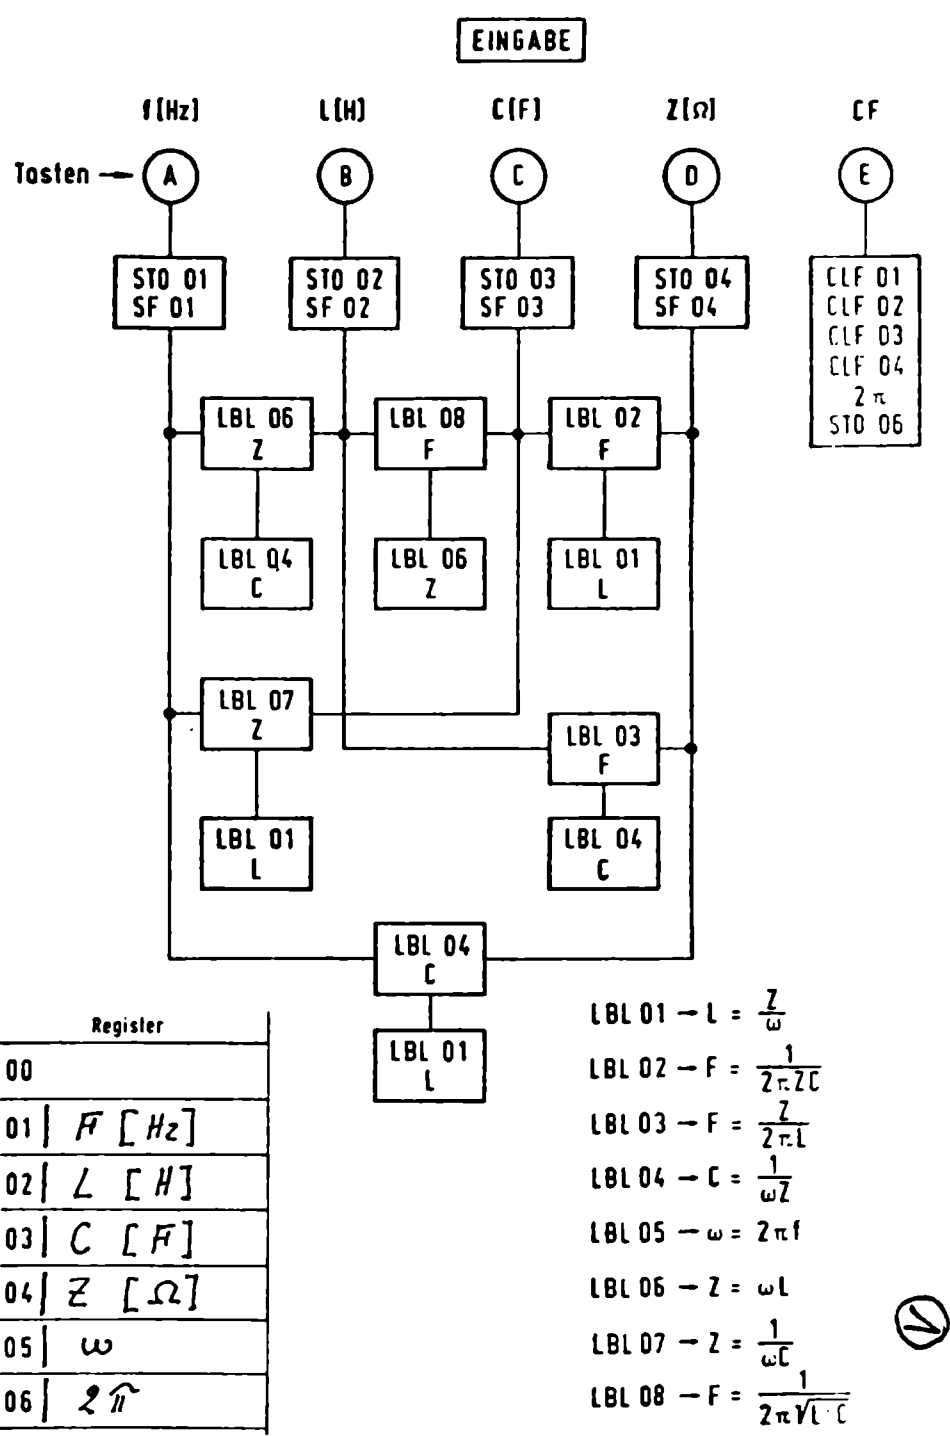 EINGABE
f[Hz] L[H] C[F] Z[Ω] CF
Tasten → A B C D E
STO 01 STO 02 STO 03 STO 04 CLF 01
SF 01 SF 02 SF 03 SF 04 CLF 02
CLF 03
CLF 04
2π
STO 06
LBL 06 LBL 08 LBL 02
Z F F
LBL 04 LBL 06 LBL 01
C Z L
LBL 07
Z
LBL 03
F
LBL 01 LBL 04
L C
LBL 04
C
LBL 01
L
Register
00
01 F [Hz]
02 L [H]
03 C [F]
04 Z [Ω]
05 ω
06 2π
LBL 01 → L = Z/ω
LBL 02 → F = 1/2πZC
LBL 03 → F = Z/2πL
LBL 04 → C = 1/ωZ
LBL 05 → ω = 2πf
LBL 06 → Z = ωL
LBL 07 → Z = 1/ωC
LBL 08 → F = 1/2π√L·C